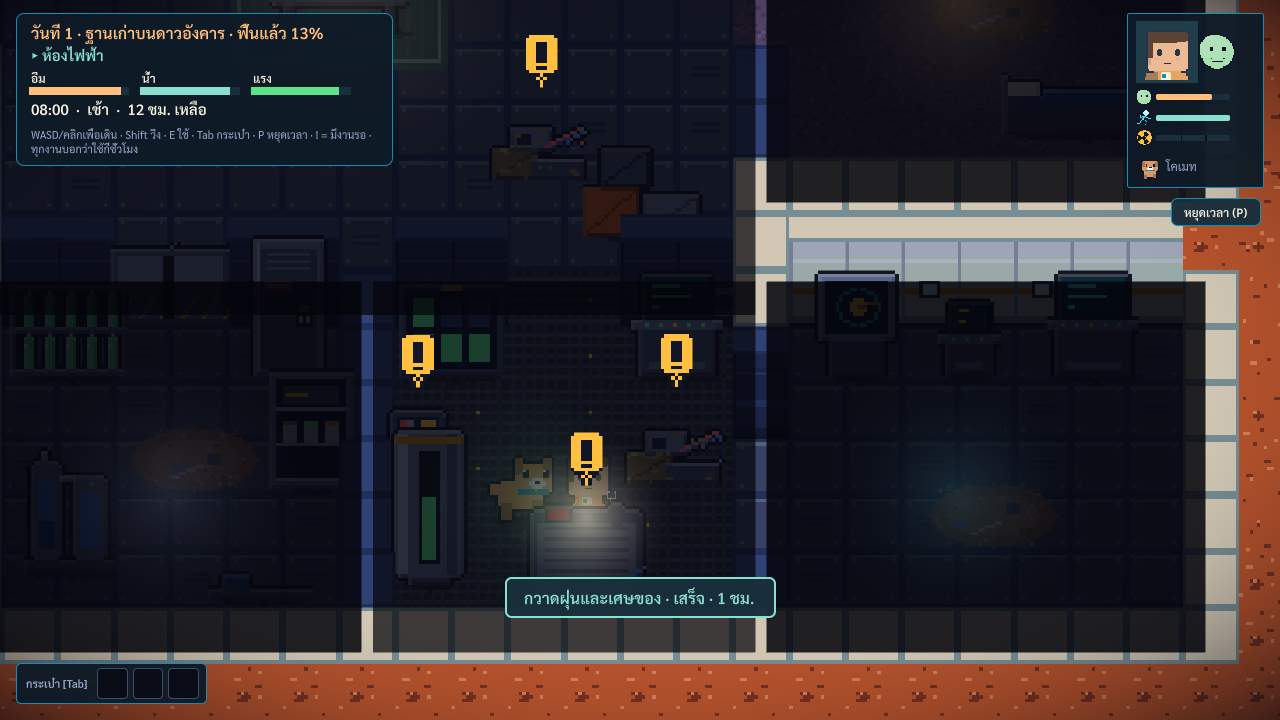 วันที่ 1 · ฐานเก่าบนดาวอังคาร · ฟื้นแล้ว 13%
▸ ห้องไฟฟ้า
อิ่ม น้ำ แรง
08:00 · เช้า · 12 ชม. เหลือ
WASD/คลิกเพื่อเดิน · Shift วิ่ง · E ใช้ · Tab กระเป๋า · P หยุดเวลา · ! = มีงานรอ ·
ทุกงานบอกว่าใช้กี่ชั่วโมง
โคเมท
หยุดเวลา (P)
กวาดฝุ่นและเศษของ · เสร็จ · 1 ชม.
กระเป๋า [Tab]